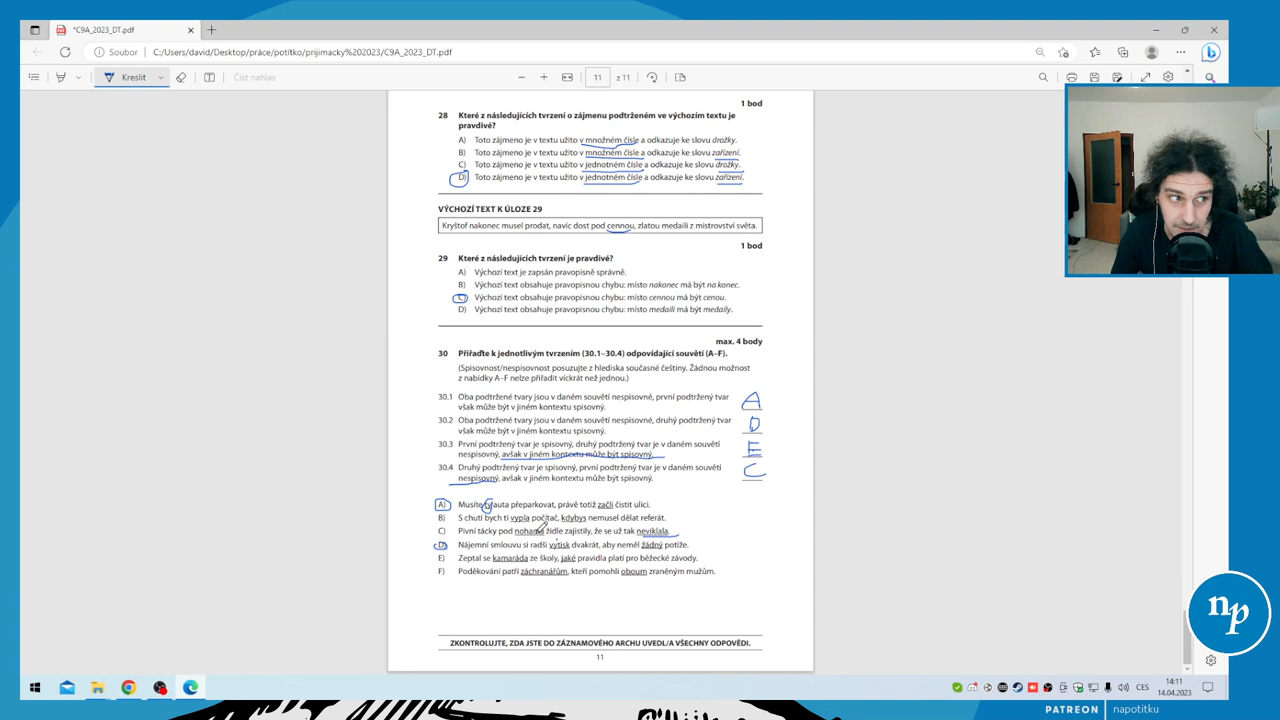 *C9A_2023_DT.pdf
Soubor
C:/Users/david/Desktop/práce/potítko/prijimacky%202023/C9A_2023_DT.pdf
Kreslit
Číst nahlas
11
z 11
1 bod
28 Které z následujících tvrzení o zájmenu podtrženém ve výchozím textu je
pravdivé?
A) Toto zájmeno je v textu užito v množném čísle a odkazuje ke slovu drožky.
B) Toto zájmeno je v textu užito v množném čísle a odkazuje ke slovu zařízení.
C) Toto zájmeno je v textu užito v jednotném čísle a odkazuje ke slovu drožky.
D) Toto zájmeno je v textu užito v jednotném čísle a odkazuje ke slovu zařízení.
VÝCHOZÍ TEXT K ÚLOZE 29
Kryštof nakonec musel prodat, navíc dost pod cennou, zlatou medaili z mistrovství světa.
1 bod
29 Které z následujících tvrzení je pravdivé?
A) Výchozí text je zapsán pravopisně správně.
B) Výchozí text obsahuje pravopisnou chybu: místo nakonec má být na konec.
C) Výchozí text obsahuje pravopisnou chybu: místo cennou má být cenou.
D) Výchozí text obsahuje pravopisnou chybu: místo medaili má být medaily.
max. 4 body
30 Přiřaďte k jednotlivým tvrzením (30.1–30.4) odpovídající souvětí (A–F).
(Spisovnost/nespisovnost posuzujte z hlediska současné češtiny. Žádnou možnost
z nabídky A–F nelze přiřadit víckrát než jednou.)
30.1 Oba podtržené tvary jsou v daném souvětí nespisovné, první podtržený tvar
však může být v jiném kontextu spisovný. A
30.2 Oba podtržené tvary jsou v daném souvětí nespisovné, druhý podtržený tvar
však může být v jiném kontextu spisovný. D
30.3 První podtržený tvar je spisovný, druhý podtržený tvar je v daném souvětí
nespisovný, avšak v jiném kontextu může být spisovný. E
30.4 Druhý podtržený tvar je spisovný, první podtržený tvar je v daném souvětí
nespisovný, avšak v jiném kontextu může být spisovný. C
A) Musíte auta přeparkovat, právě totiž začli čistit ulici.
B) S chutí bych ti vypla počítač, kdybys nemusel dělat referát.
C) Pivní tácky pod nohama židle zajistily, že se už tak neviklala.
D) Nájemní smlouvu si radši vytisk dvakrát, aby neměl žádný potíže.
E) Zeptal se kamaráda ze školy, jaké pravidla platí pro běžecké závody.
F) Poděkování patří záchranářům, kteří pomohli oboum zraněným mužům.
ZKONTROLUJTE, ZDA JSTE DO ZÁZNAMOVÉHO ARCHU UVEDL/A VŠECHNY ODPOVĚDI.
11
np
CES
14:11
14.04.2023
PATREON napotitku